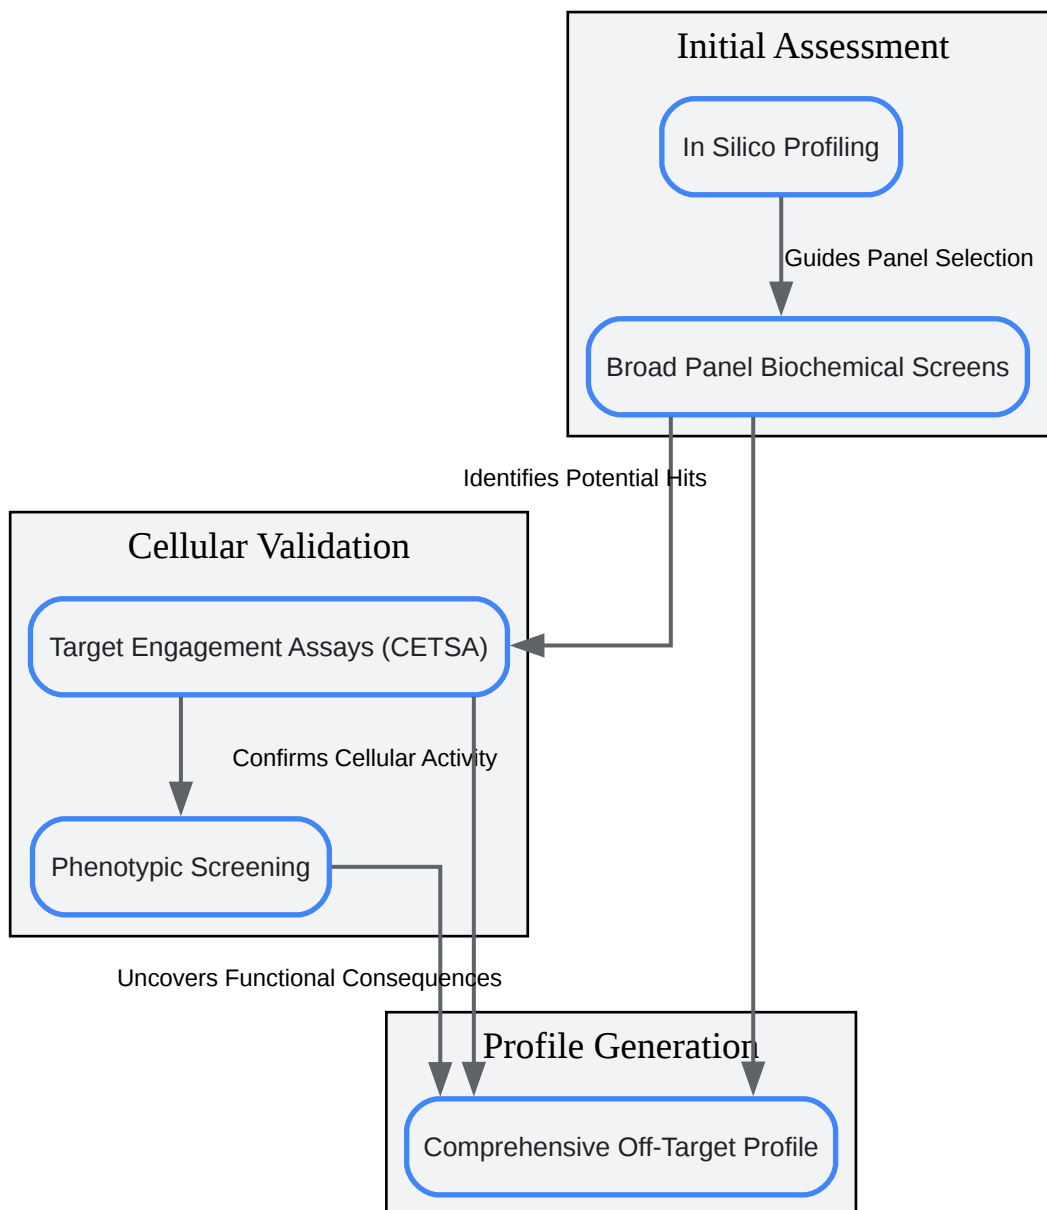 Initial Assessment
In Silico Profiling
Guides Panel Selection
Broad Panel Biochemical Screens
Identifies Potential Hits
Cellular Validation
Target Engagement Assays (CETSA)
Confirms Cellular Activity
Phenotypic Screening
Uncovers Functional Consequences
Profile Generation
Comprehensive Off-Target Profile